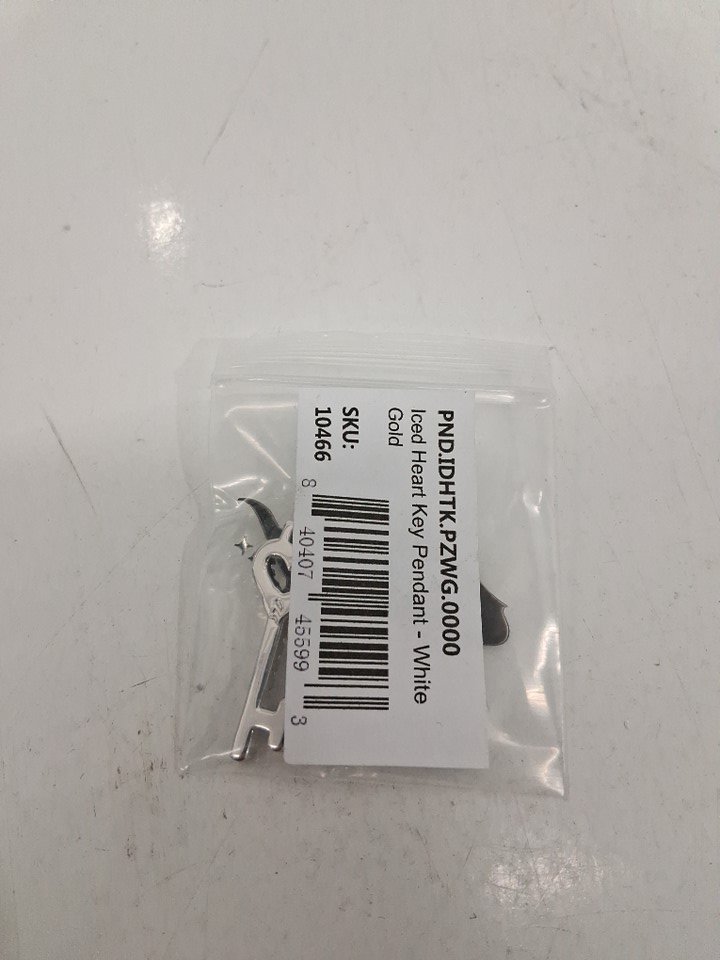 PND.IDHTK.PZWG.0000
Iced Heart Key Pendant - White
Gold
SKU:
10466
8 40407 45599 3